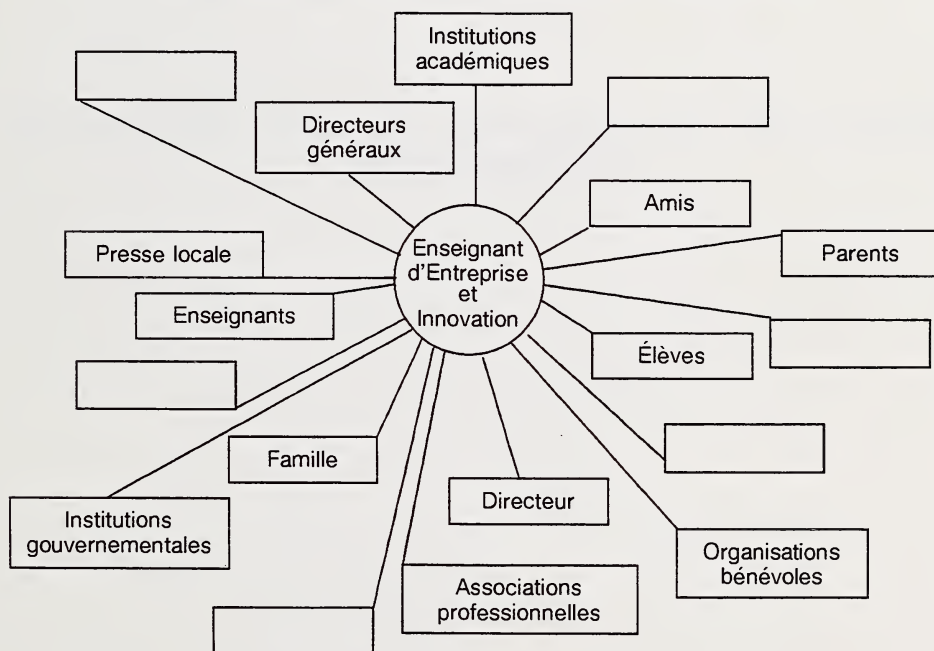 Institutions
académiques
Directeurs
généraux
Amis
Presse locale
Enseignant
d'Entreprise
et
Innovation
Parents
Enseignants
Élèves
Famille
Directeur
Institutions
gouvernementales
Organisations
bénévoles
Associations
professionnelles